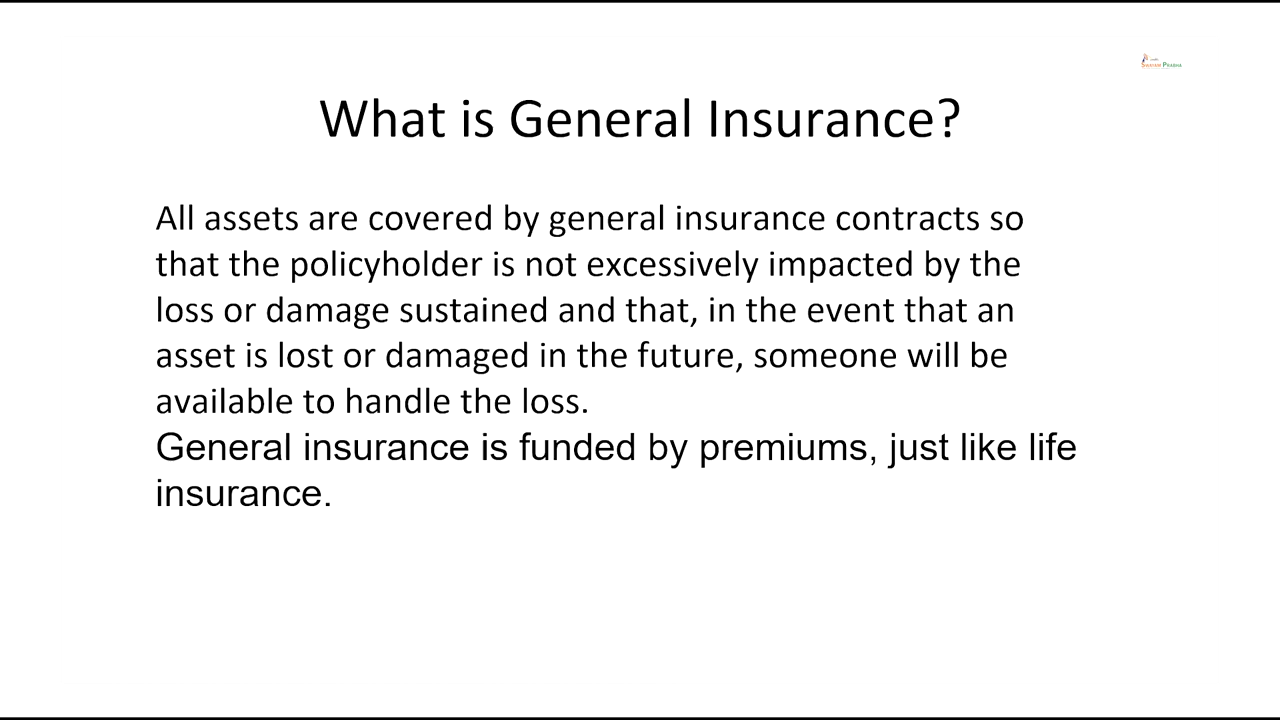 SWAYAM PRABHA
What is General Insurance?
All assets are covered by general insurance contracts so
that the policyholder is not excessively impacted by the
loss or damage sustained and that, in the event that an
asset is lost or damaged in the future, someone will be
available to handle the loss.
General insurance is funded by premiums, just like life
insurance.